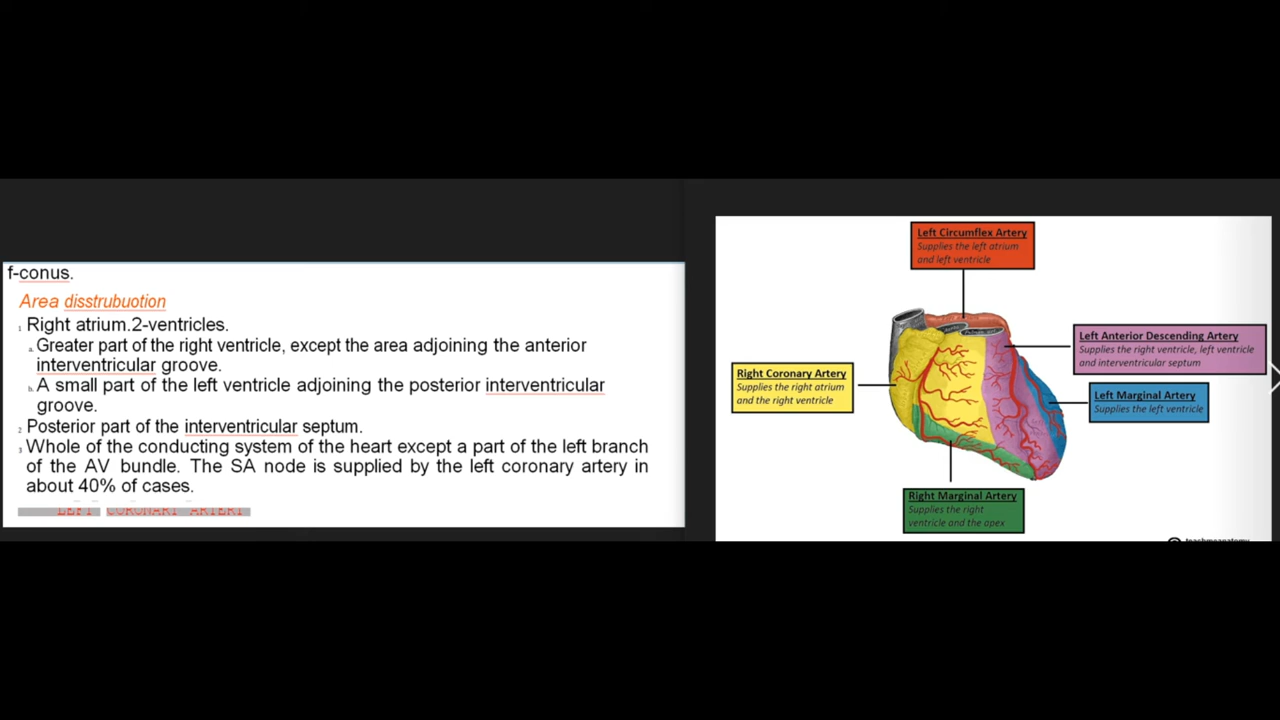 f-conus.
Area disstrubuotion
1 Right atrium.2-ventricles.
a. Greater part of the right ventricle, except the area adjoining the anterior
interventricular groove.
b. A small part of the left ventricle adjoining the posterior interventricular
groove.
2 Posterior part of the interventricular septum.
3 Whole of the conducting system of the heart except a part of the left branch
of the AV bundle. The SA node is supplied by the left coronary artery in
about 40% of cases.
LEFT CORONARY ARTERY
Left Circumflex Artery
Supplies the left atrium
and left ventricle
Left Anterior Descending Artery
Supplies the right ventricle, left ventricle
and interventricular septum
Right Coronary Artery
Supplies the right atrium
and the right ventricle
Left Marginal Artery
Supplies the left ventricle
Right Marginal Artery
Supplies the right
ventricle and the apex